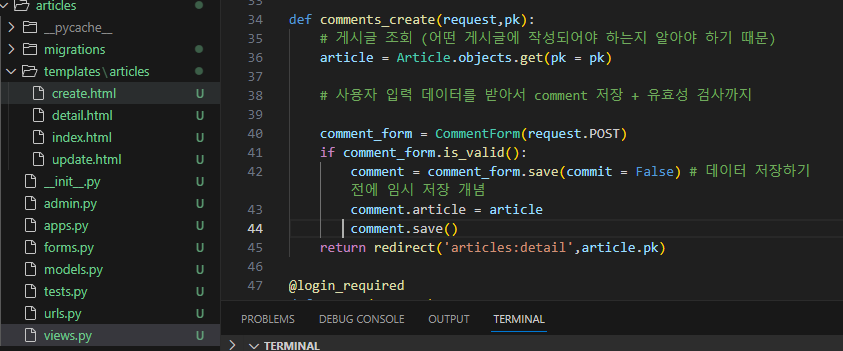 articles
__pycache__
migrations
templates\articles
create.html U
detail.html U
index.html U
update.html U
__init__.py U
admin.py U
apps.py U
forms.py U
models.py U
tests.py U
urls.py U
views.py U
34 def comments_create(request,pk):
35 # 게시글 조회 (어떤 게시글에 작성되어야 하는지 알아야 하기 때문)
36 article = Article.objects.get(pk = pk)
37
38 # 사용자 입력 데이터를 받아서 comment 저장 + 유효성 검사까지
39
40 comment_form = CommentForm(request.POST)
41 if comment_form.is_valid():
42 comment = comment_form.save(commit = False) # 데이터 저장하기
전에 임시 저장 개념
43 comment.article = article
44 comment.save()
45 return redirect('articles:detail',article.pk)
46
47 @login_required
PROBLEMS DEBUG CONSOLE OUTPUT TERMINAL
TERMINAL